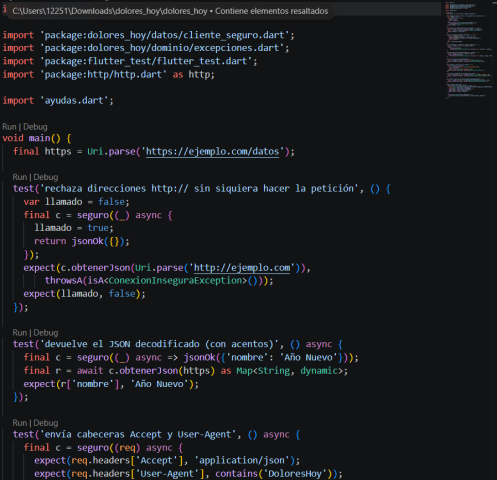 C:\Users\12251\Downloads\dolores_hoy\dolores_hoy • Contiene elementos resaltados
import 'package:dolores_hoy/datos/cliente_seguro.dart';
import 'package:dolores_hoy/dominio/excepciones.dart';
import 'package:flutter_test/flutter_test.dart';
import 'package:http/http.dart' as http;
import 'ayudas.dart';
Run | Debug
void main() {
final https = Uri.parse('https://ejemplo.com/datos');
Run | Debug
test('rechaza direcciones http:// sin siquiera hacer la petición', () {
var llamado = false;
final c = seguro((_) async {
llamado = true;
return jsonOk({});
});
expect(c.obtenerJson(Uri.parse('http://ejemplo.com')),
throwsA(isA<ConexionInseguraException>()));
expect(llamado, false);
});
Run | Debug
test('devuelve el JSON decodificado (con acentos)', () async {
final c = seguro((_) async => jsonOk({'nombre': 'Año Nuevo'}));
final r = await c.obtenerJson(https) as Map<String, dynamic>;
expect(r['nombre'], 'Año Nuevo');
});
Run | Debug
test('envía cabeceras Accept y User-Agent', () async {
final c = seguro((req) async {
expect(req.headers['Accept'], 'application/json');
expect(req.headers['User-Agent'], contains('DoloresHoy'));